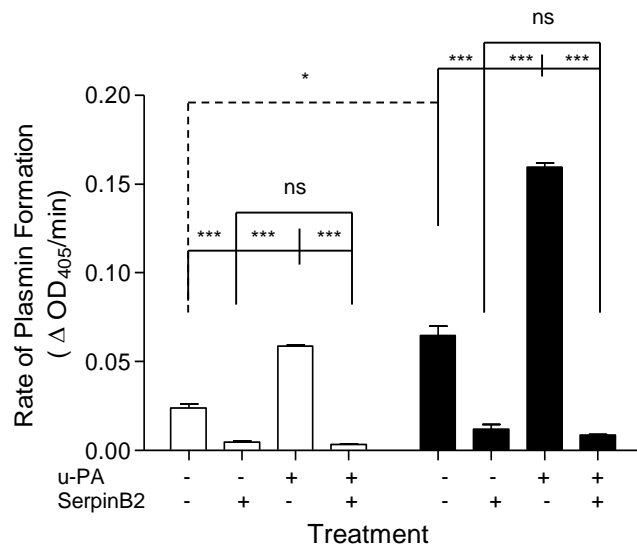 ns
*** *** ***
*
ns
*** *** ***
0.20
0.15
0.10
0.05
0.00
Rate of Plasmin Formation
( Δ OD405/min)
u-PA - - + + - - + +
SerpinB2 - + - + - + - +
Treatment